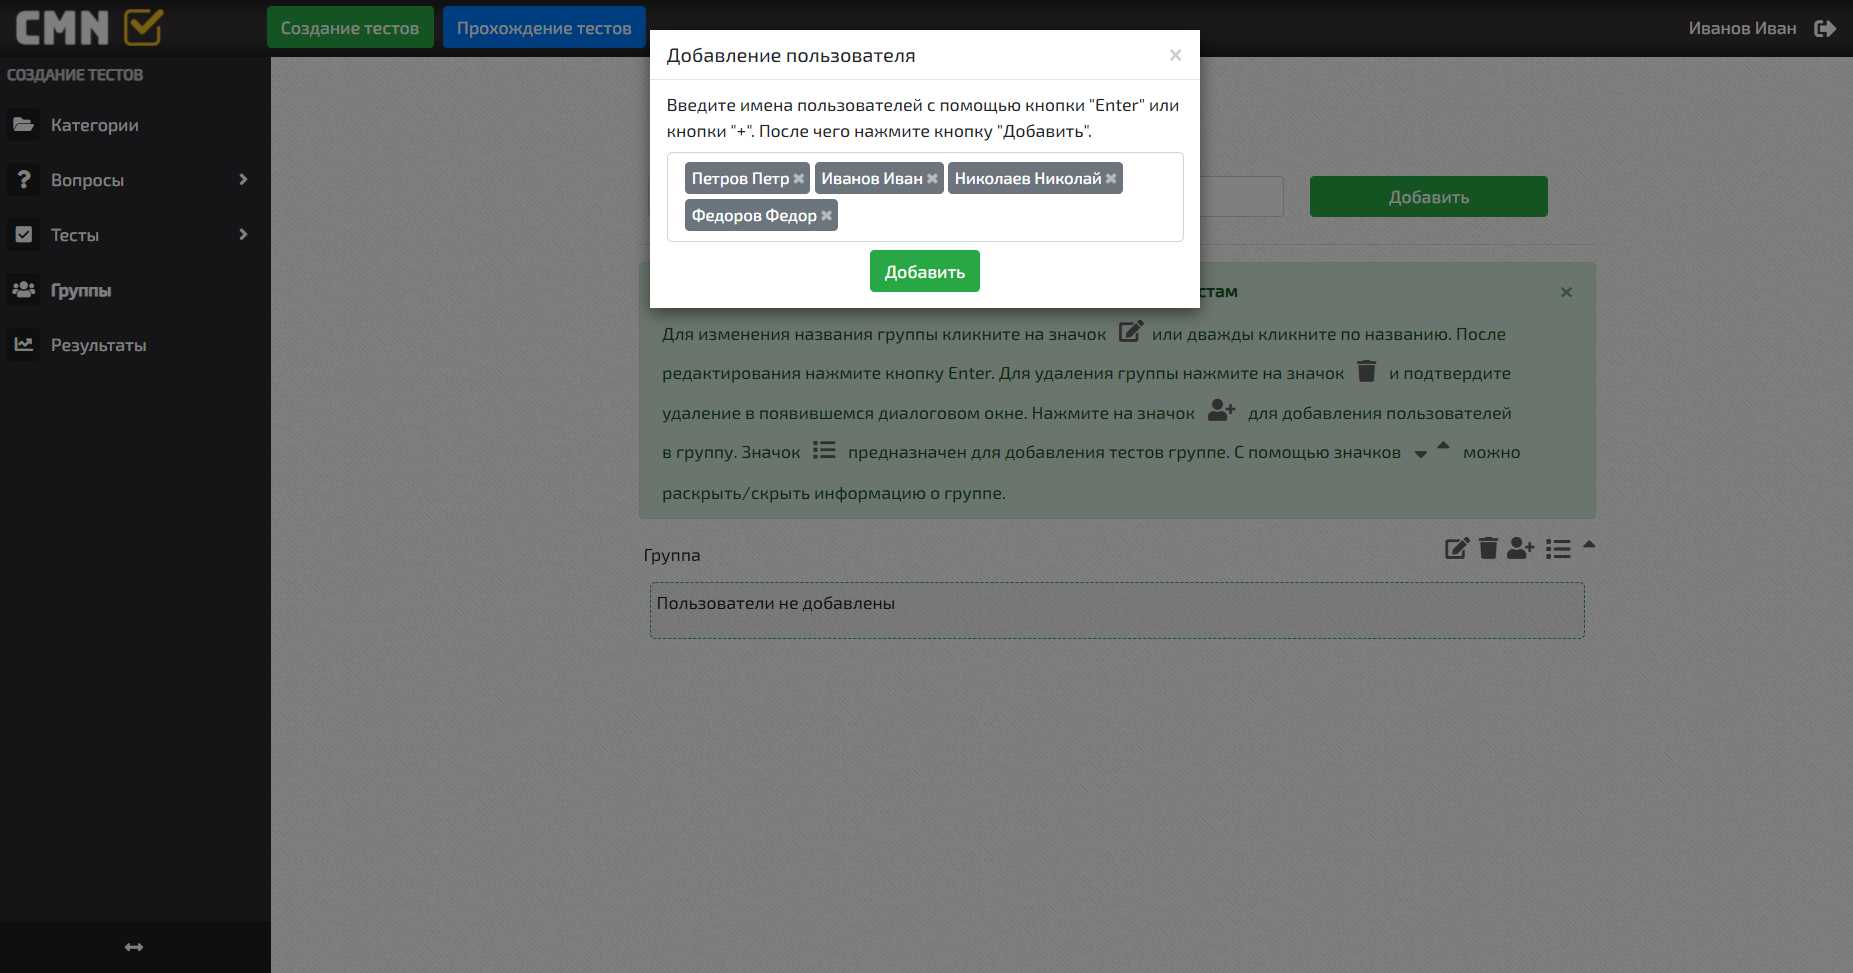 CMN
Создание тестов
Прохождение тестов
Иванов Иван
СОЗДАНИЕ ТЕСТОВ
Категории
Вопросы
Тесты
Группы
Результаты
Добавление пользователя
×
Введите имена пользователей с помощью кнопки "Enter" или
кнопки "+". После чего нажмите кнопку "Добавить".
Петров Петр × Иванов Иван × Николаев Николай ×
Федоров Федор ×
Добавить
Добавить
стам
×
Для изменения названия группы кликните на значок или дважды кликните по названию. После
редактирования нажмите кнопку Enter. Для удаления группы нажмите на значок и подтвердите
удаление в появившемся диалоговом окне. Нажмите на значок для добавления пользователей
в группу. Значок предназначен для добавления тестов группе. С помощью значков можно
раскрыть/скрыть информацию о группе.
Группа
Пользователи не добавлены